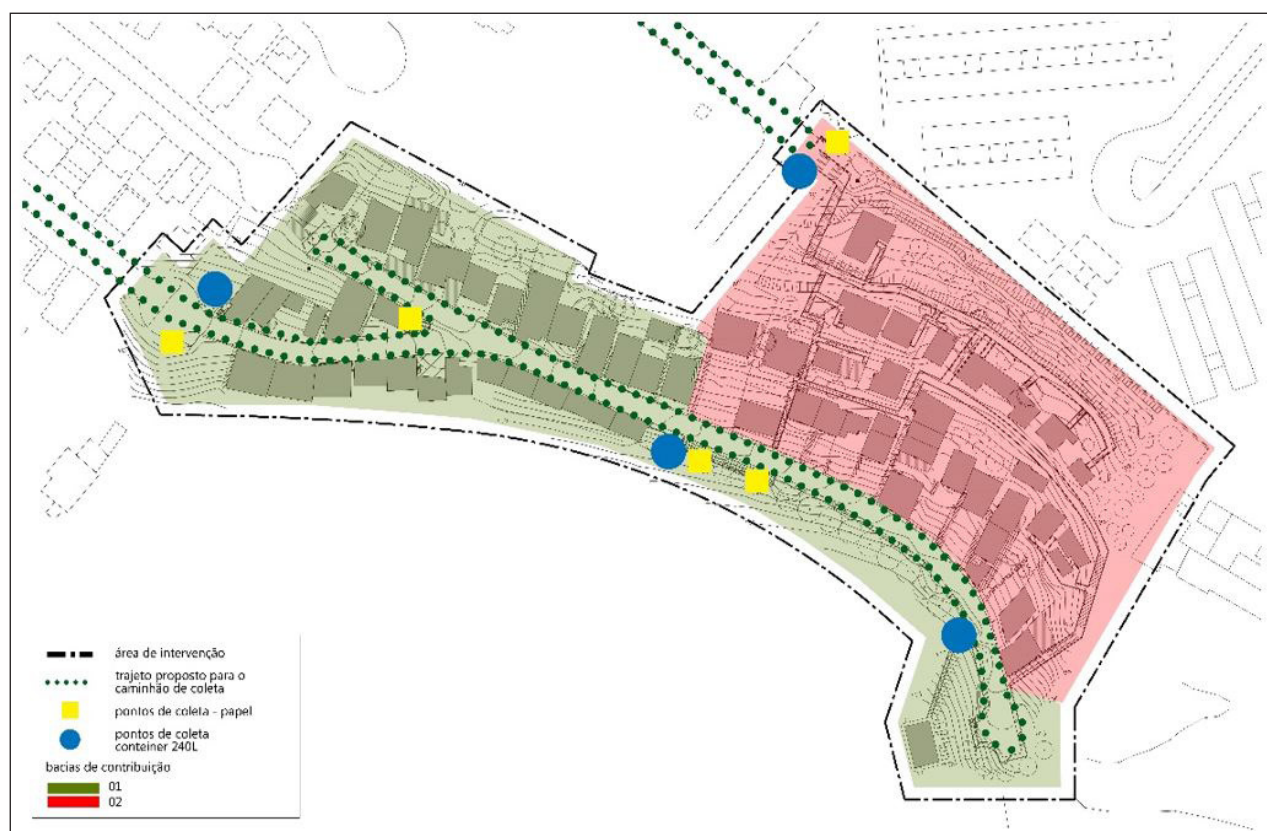 área de intervenção
trajeto proposto para o
caminhão de coleta
pontos de coleta - papel
pontos de coleta
conteiner 240L
bacias de contribuição
01
02